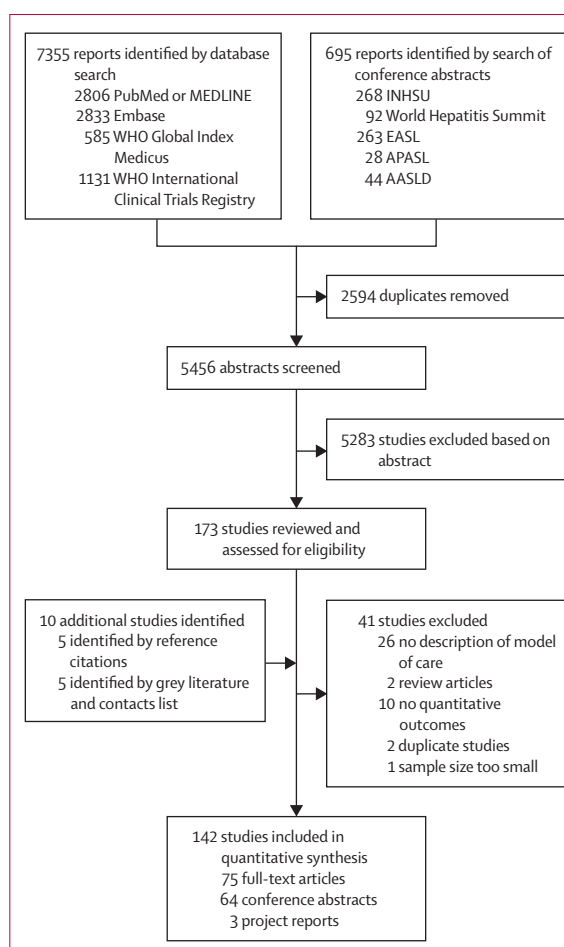 7355 reports identified by database
search
2806 PubMed or MEDLINE
2833 Embase
585 WHO Global Index
Medicus
1131 WHO International
Clinical Trials Registry
695 reports identified by search of
conference abstracts
268 INHSU
92 World Hepatitis Summit
263 EASL
28 APASL
44 AASLD
2594 duplicates removed
5456 abstracts screened
5283 studies excluded based on
abstract
173 studies reviewed and
assessed for eligibility
10 additional studies identified
5 identified by reference
citations
5 identified by grey literature
and contacts list
41 studies excluded
26 no description of model
of care
2 review articles
10 no quantitative
outcomes
2 duplicate studies
1 sample size too small
142 studies included in
quantitative synthesis
75 full-text articles
64 conference abstracts
3 project reports